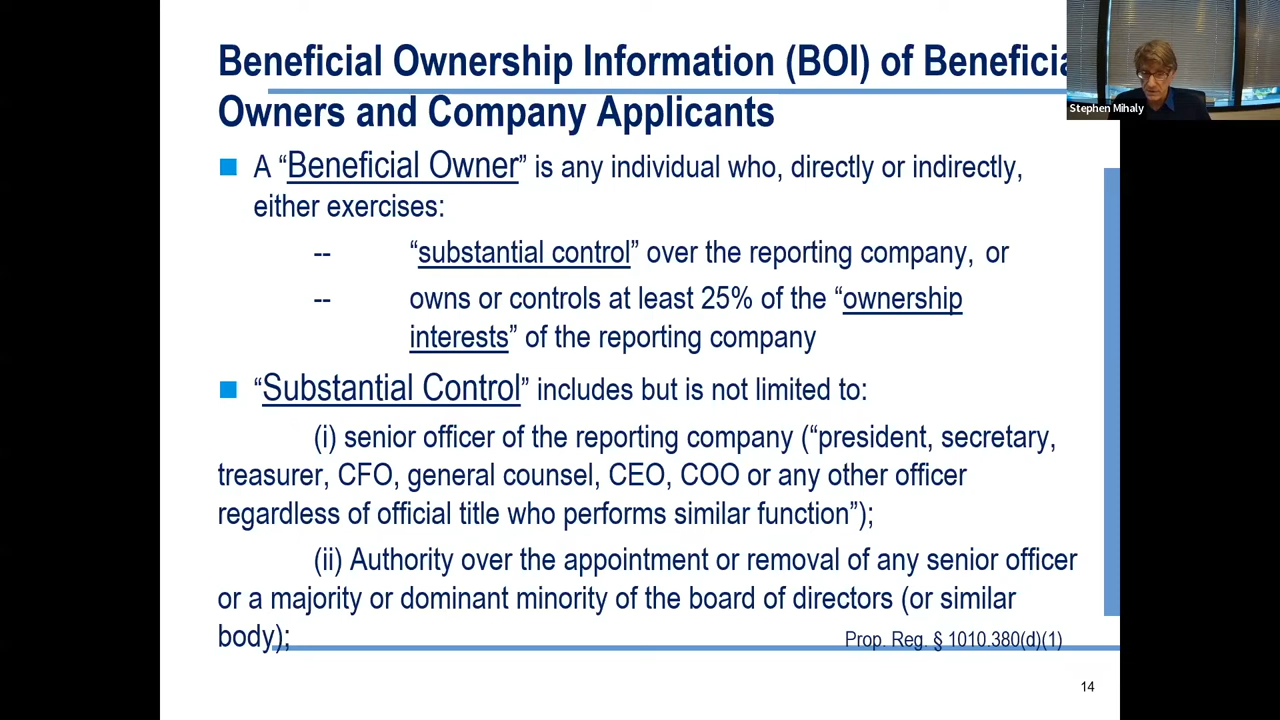 Beneficial Ownership Information (BOI) of Beneficia
Owners and Company Applicants
Stephen Mihaly
A “Beneficial Owner” is any individual who, directly or indirectly,
either exercises:
-- “substantial control” over the reporting company, or
-- owns or controls at least 25% of the “ownership
interests” of the reporting company
“Substantial Control” includes but is not limited to:
(i) senior officer of the reporting company (“president, secretary,
treasurer, CFO, general counsel, CEO, COO or any other officer
regardless of official title who performs similar function”);
(ii) Authority over the appointment or removal of any senior officer
or a majority or dominant minority of the board of directors (or similar
body);
Prop. Reg. § 1010.380(d)(1)
14